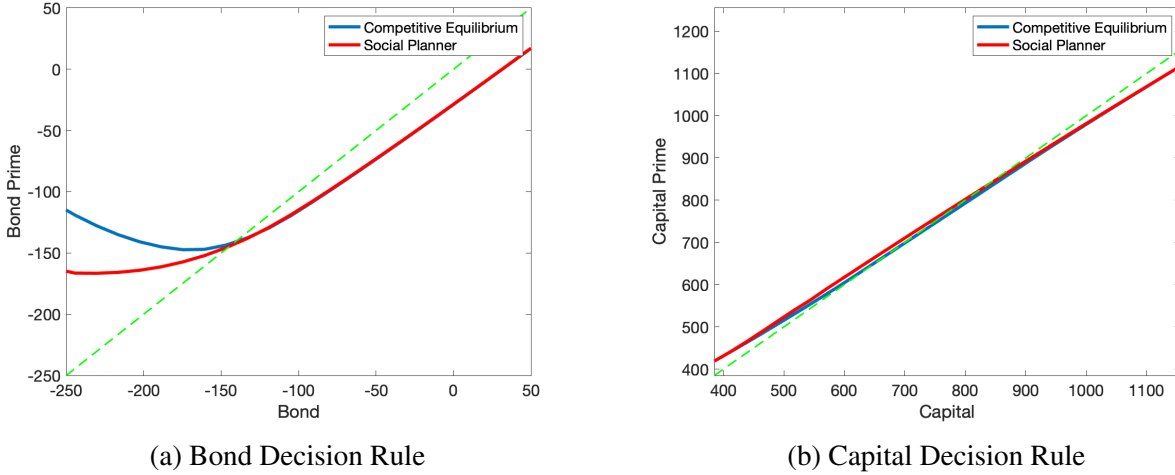 50
0
-50
-100
-150
-200
-250
Bond Prime
-250 -200 -150 -100 -50 0 50
Bond
Competitive Equilibrium
Social Planner
(a) Bond Decision Rule
1200
1100
1000
900
800
700
600
500
400
Capital Prime
400 500 600 700 800 900 1000 1100
Capital
Competitive Equilibrium
Social Planner
(b) Capital Decision Rule